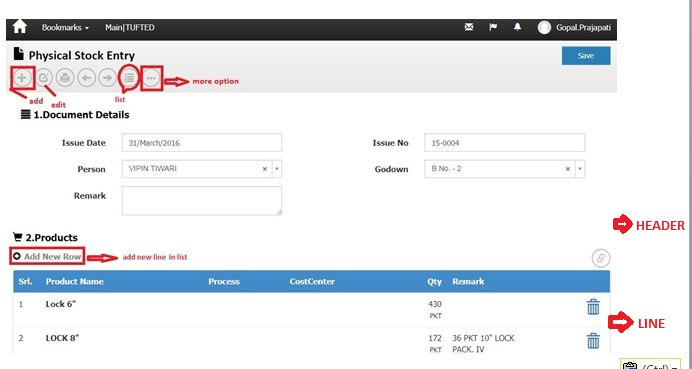 Bookmarks Main|TUFTED Gopal.Prajapati
Physical Stock Entry Save
more option
add edit list
1.Document Details
Issue Date 31/March/2016 Issue No 15-0004
Person VIPIN TIWARI × Godown B.No. - 2 ×
Remark
HEADER
2.Products
Add New Row add new line in list
Srl. Product Name Process CostCenter Qty Remark
1 Lock 6" 430
PKT
LINE
2 LOCK 8" 172 36 PKT 10" LOCK
PKT PACK. IV
(Ctrl)